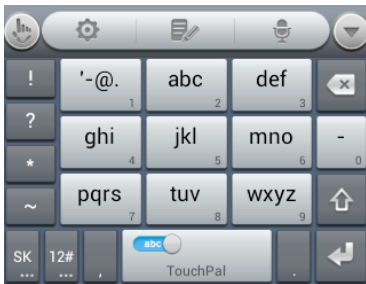 ! '-@. 1 abc 2 def 3
? ghi 4 jkl 5 mno 6 - 0
*
~ pqrs 7 tuv 8 wxyz 9
SK ... 12# ... , abc TouchPal .